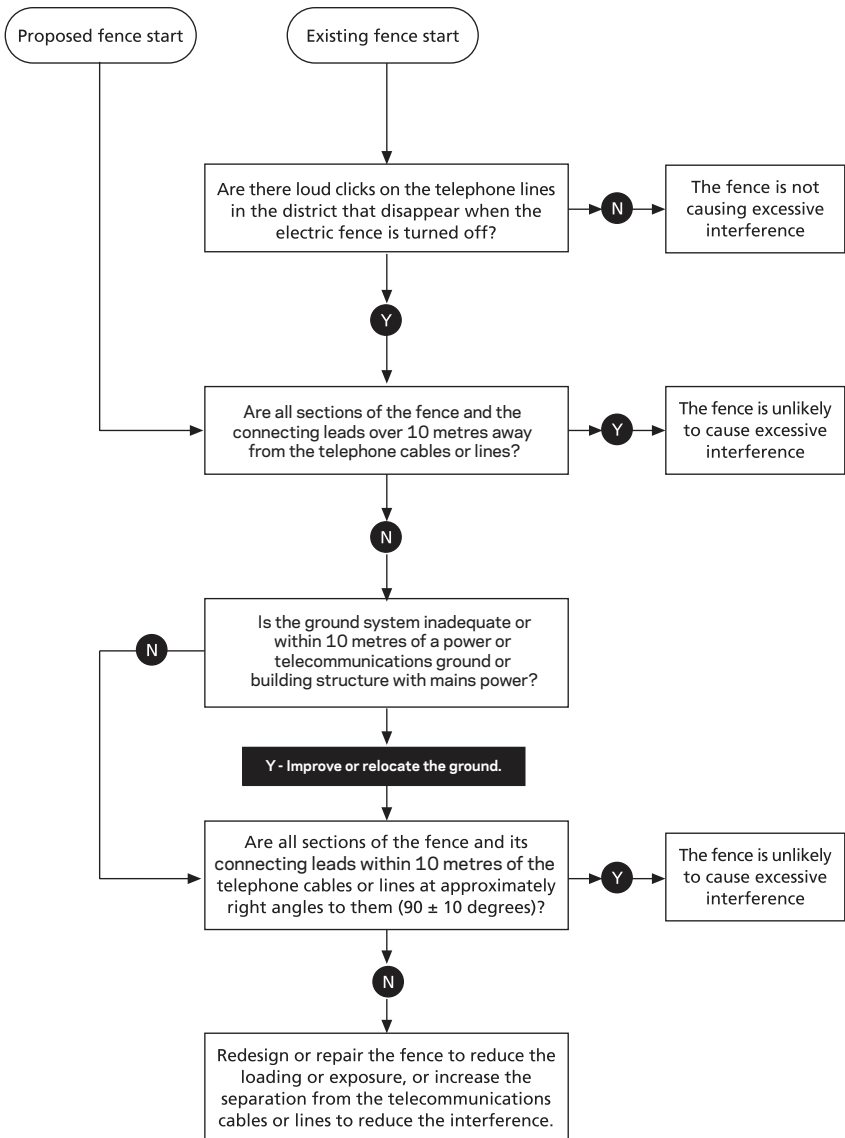 Proposed fence start
Existing fence start
Are there loud clicks on the telephone lines
in the district that disappear when the
electric fence is turned off?
N
The fence is not
causing excessive
interference
Y
Are all sections of the fence and the
connecting leads over 10 metres away
from the telephone cables or lines?
Y
The fence is unlikely
to cause excessive
interference
N
Is the ground system inadequate or
within 10 metres of a power or
telecommunications ground or
building structure with mains power?
N
Y - Improve or relocate the ground.
Are all sections of the fence and its
connecting leads within 10 metres of the
telephone cables or lines at approximately
right angles to them (90 ± 10 degrees)?
Y
The fence is unlikely
to cause excessive
interference
N
Redesign or repair the fence to reduce the
loading or exposure, or increase the
separation from the telecommunications
cables or lines to reduce the interference.